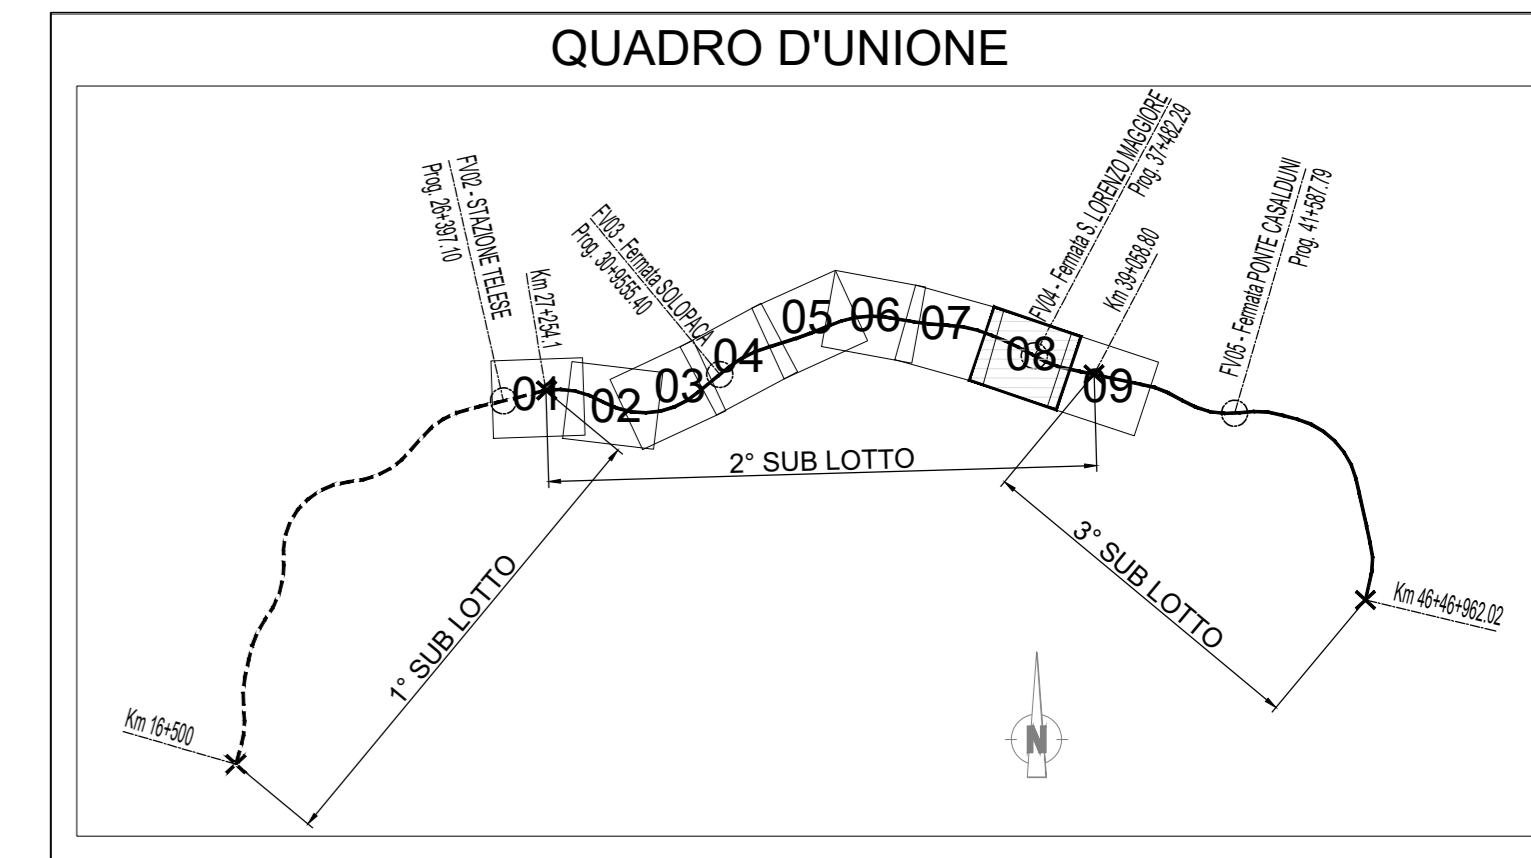 QUADRO D'UNIONE
FV02 - STAZIONE TELESE
Prog. 26+397.10
Km 27+254.1
FV03 - Fermata SOLOPACA
Prog. 30+9555.40
FV04 - Fermata S. LORENZO MAGGIORE
Prog. 37+482.29
Km 39+058.80
FV05 - Fermata PONTE CASALDUNI
Prog. 41+587.79
01
02
03
04
05
06
07
08
09
1° SUB LOTTO
2° SUB LOTTO
3° SUB LOTTO
Km 16+500
Km 46+46+962.02
N